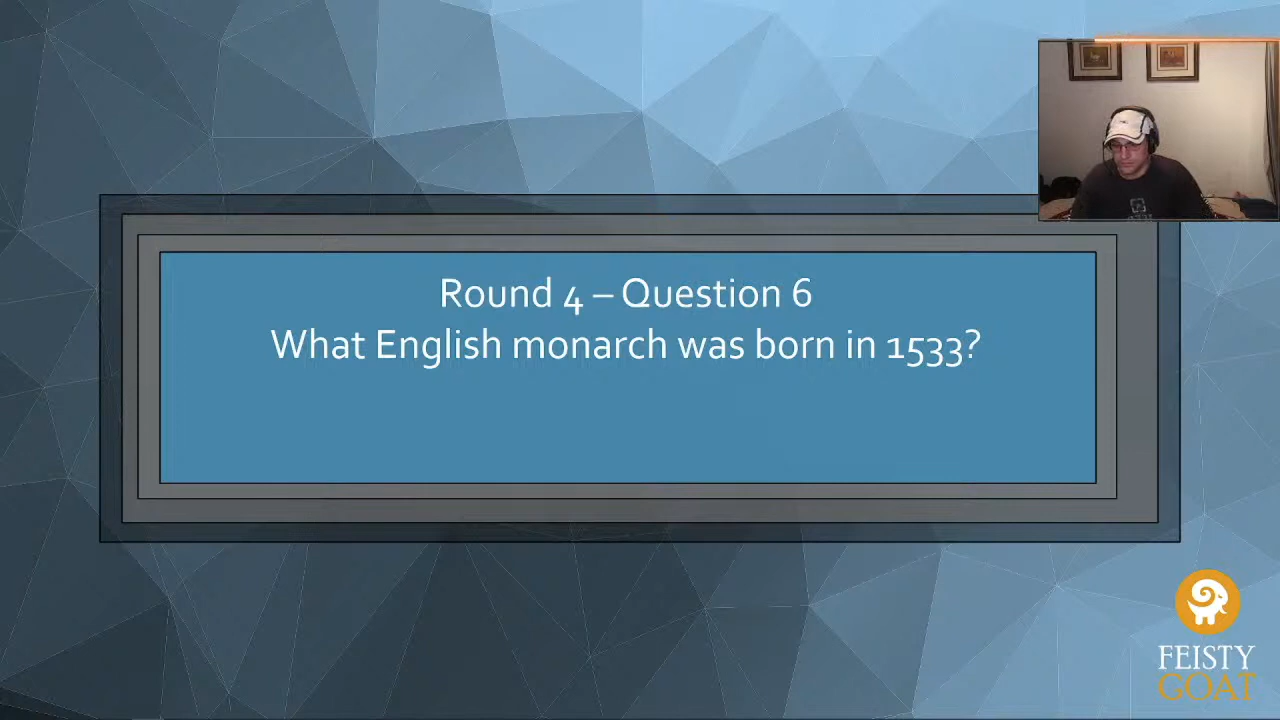 Round 4 – Question 6
What English monarch was born in 1533?
FEISTY
GOAT